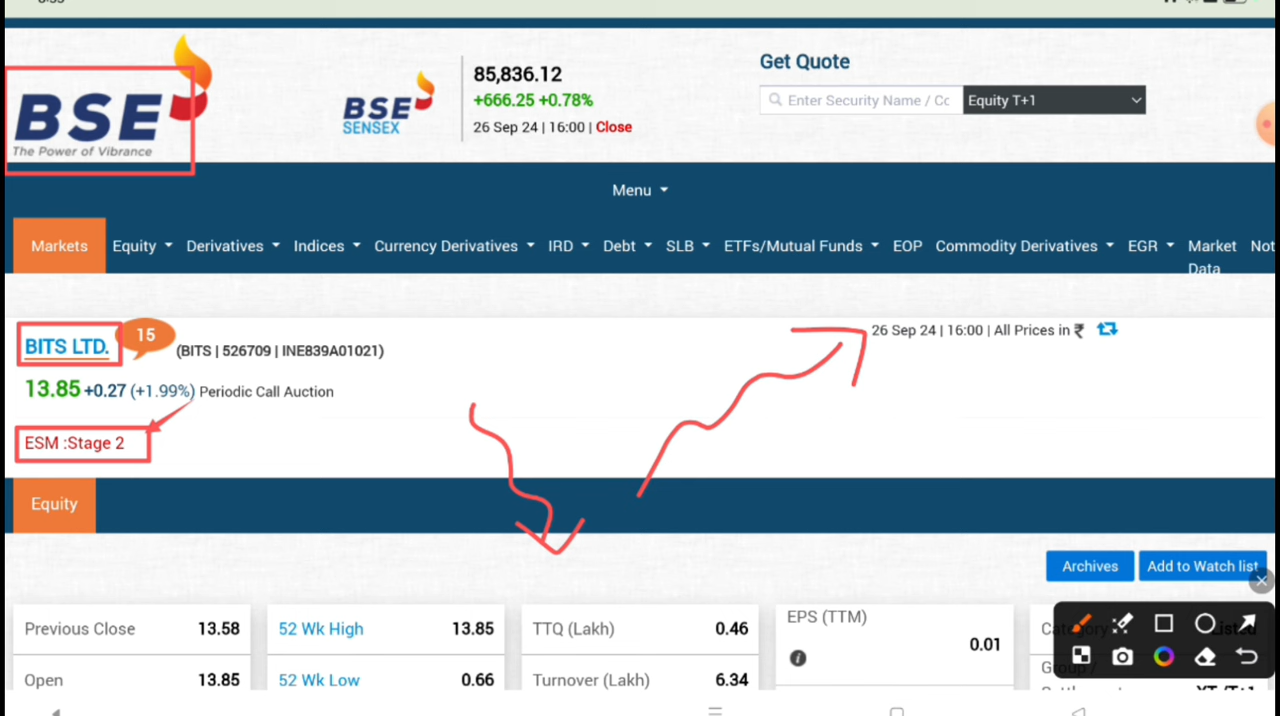 BSE
The Power of Vibrance
BSE
SENSEX
85,836.12
+666.25 +0.78%
26 Sep 24 | 16:00 | Close
Get Quote
Enter Security Name / Cc
Equity T+1
Menu
Markets Equity Derivatives Indices Currency Derivatives IRD Debt SLB ETFs/Mutual Funds EOP Commodity Derivatives EGR Market Not
Data
BITS LTD. 15 (BITS | 526709 | INE839A01021)
26 Sep 24 | 16:00 | All Prices in ₹
13.85 +0.27 (+1.99%) Periodic Call Auction
ESM :Stage 2
Equity
Archives Add to Watch list
Previous Close 13.58
52 Wk High 13.85
TTQ (Lakh) 0.46
EPS (TTM) 0.01
Category Listed
Open 13.85
52 Wk Low 0.66
Turnover (Lakh) 6.34
Group /
XT /T+1